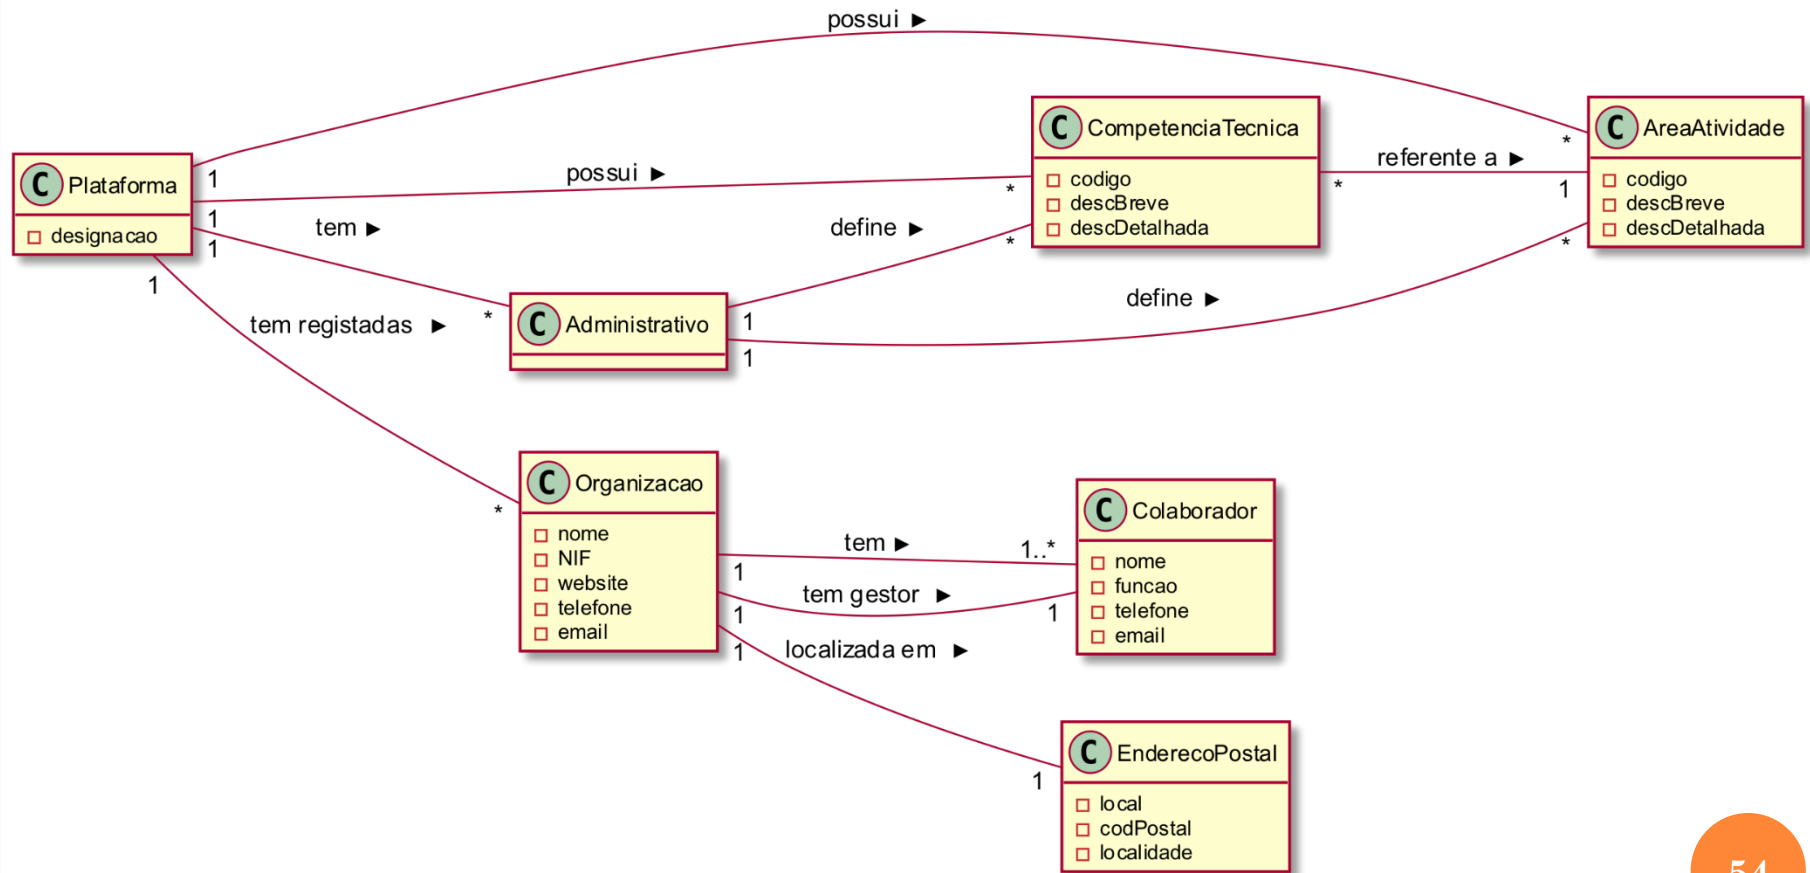 possui ►
C CompetenciaTecnica
codigo
descBreve
descDetalhada
C AreaAtividade
codigo
descBreve
descDetalhada
*
referente a ►
*
1
C Plataforma
designacao
1
possui ►
*
1
tem ►
1
*
define ►
*
1
define ►
*
1
C Administrativo
1
tem registadas ►
*
C Organizacao
nome
NIF
website
telefone
email
C Colaborador
nome
funcao
telefone
email
tem ►
1..*
1
tem gestor ►
1
1
localizada em ►
1
1
C EnderecoPostal
local
codPostal
localidade
54